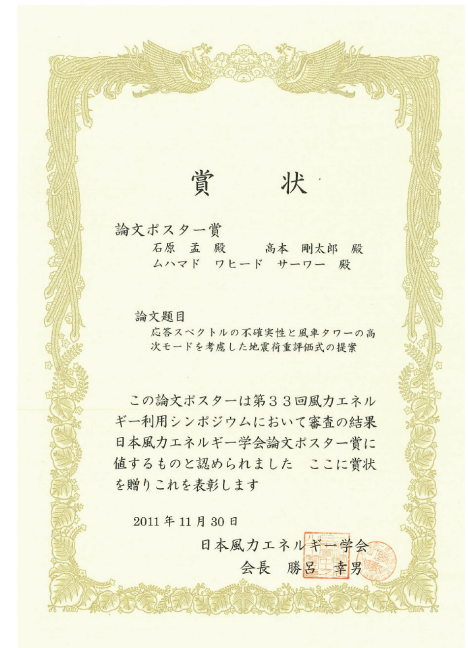 賞状
論文ポスター賞
石原 孟 殿 高本 剛太郎 殿
ムハマド ワヒード サーワー 殿
論文題目
応答スペクトルの不確実性と風車タワーの高
次モードを考慮した地震荷重評価式の提案
この論文ポスターは第33回風力エネル
ギー利用シンポジウムにおいて審査の結果
日本風力エネルギー学会論文ポスター賞に
値するものと認められました ここに賞状
を贈りこれを表彰します
2011年11月30日
日本風力エネルギー学会
会長 勝呂 幸男